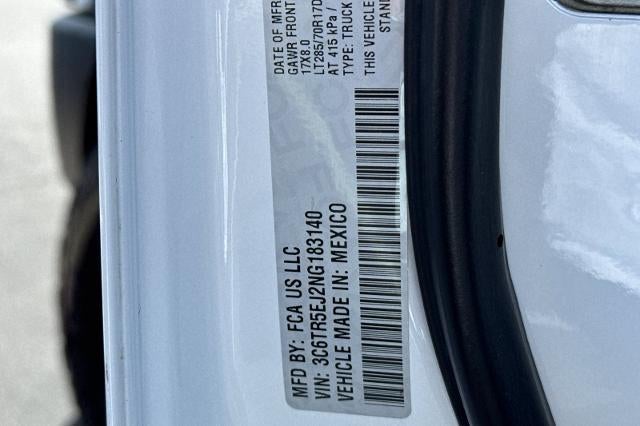 MFD BY: FCA US LLC
VIN: 3C6TR5EJ2NG183140
VEHICLE MADE IN: MEXICO
DATE OF MFR
GAWR FRONT
17X8.0
LT285/70R17D
AT 415 kPa /
TYPE: TRUCK
THIS VEHICLE
STAND